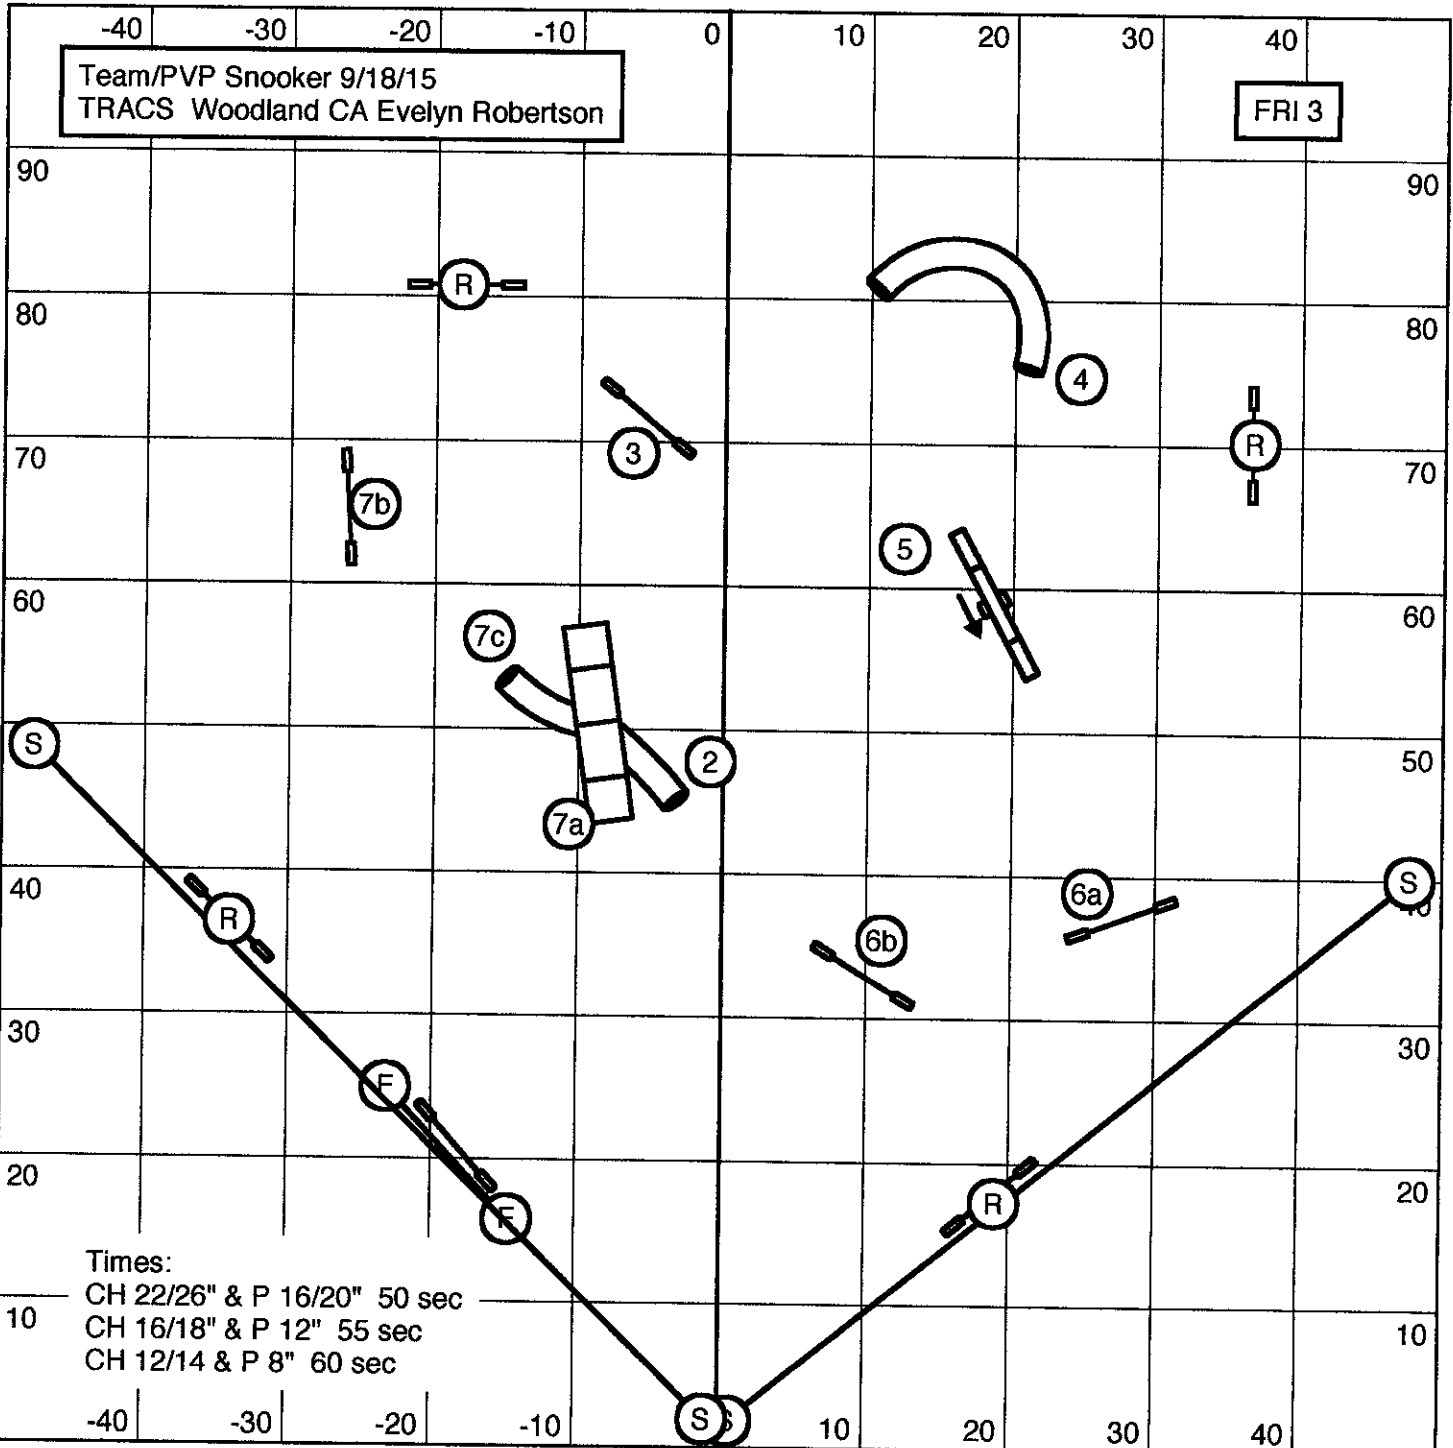 -40 -30 -20 -10 0 10 20 30 40
Team/PVP Snooker 9/18/15
TRACS Woodland CA Evelyn Robertson
FRI 3
90 90
R
80 4 80
3 R
70 7b 70
5
60 60
7c
S 2 50
7a
40 6a S 40
R 6b
30 30
F
20 R 20
F
Times:
CH 22/26" & P 16/20" 50 sec
10 CH 16/18" & P 12" 55 sec 10
CH 12/14 & P 8" 60 sec
S S
-40 -30 -20 -10 10 20 30 40